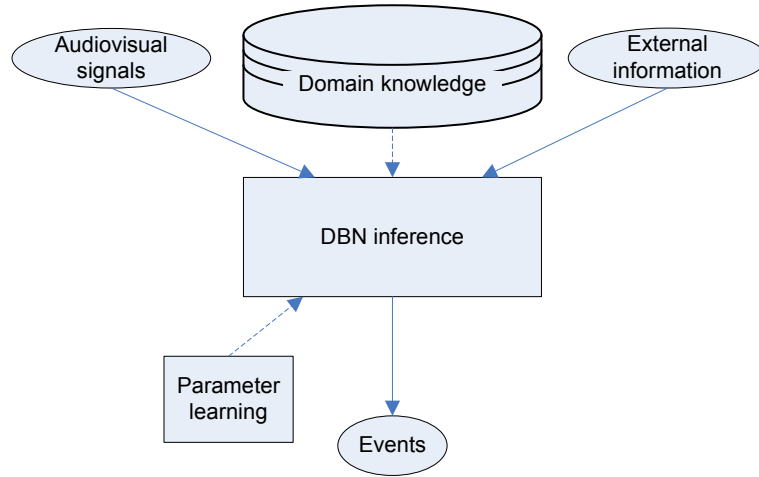 Audiovisual
signals
Domain knowledge
External
information
DBN inference
Parameter
learning
Events